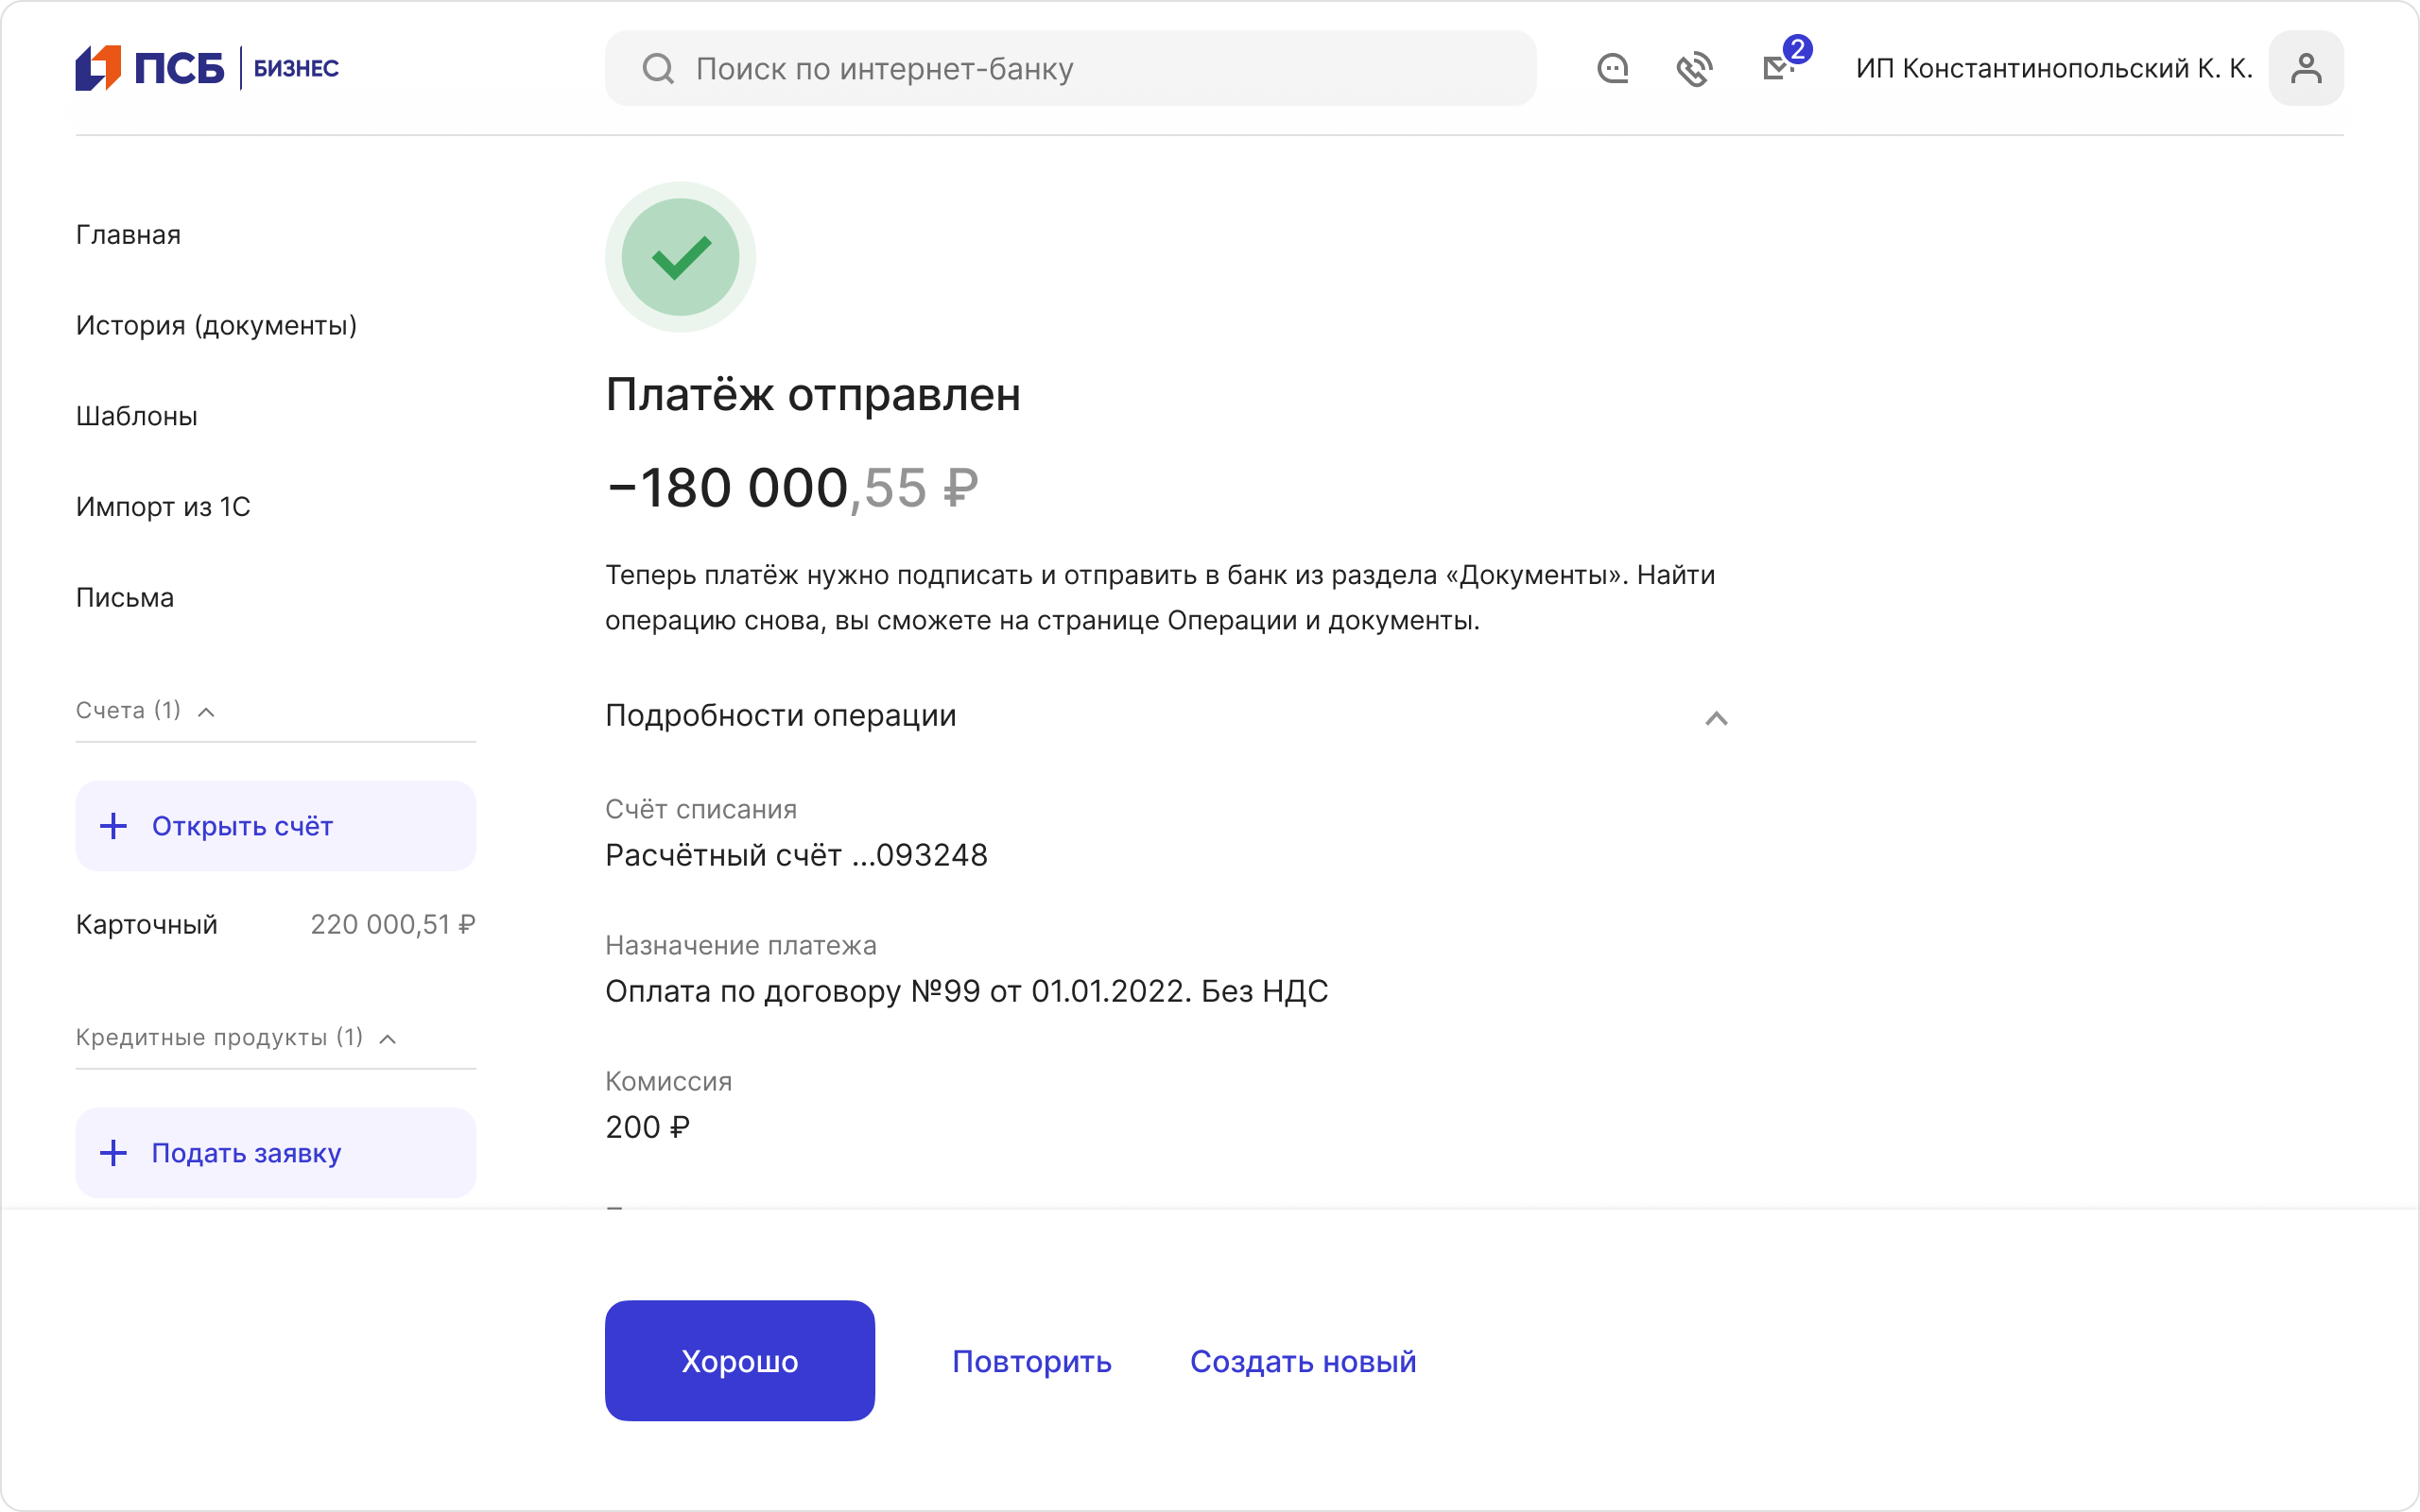 ПСБ БИЗНЕС
Поиск по интернет-банку
2
ИП Константинопольский К. К.
Главная
История (документы)
Шаблоны
Импорт из 1С
Письма
Счета (1)
Открыть счёт
Карточный 220 000,51 ₽
Кредитные продукты (1)
Подать заявку
Платёж отправлен
−180 000,55 ₽
Теперь платёж нужно подписать и отправить в банк из раздела «Документы». Найти
операцию снова, вы сможете на странице Операции и документы.
Подробности операции
Счёт списания
Расчётный счёт ...093248
Назначение платежа
Оплата по договору №99 от 01.01.2022. Без НДС
Комиссия
200 ₽
Хорошо
Повторить
Создать новый